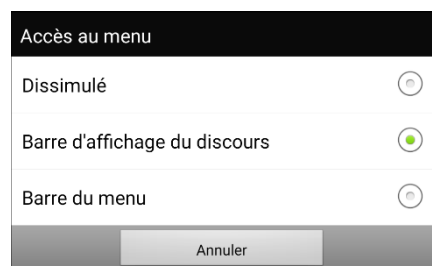 Accès au menu
Dissimulé
Barre d'affichage du discours
Barre du menu
Annuler